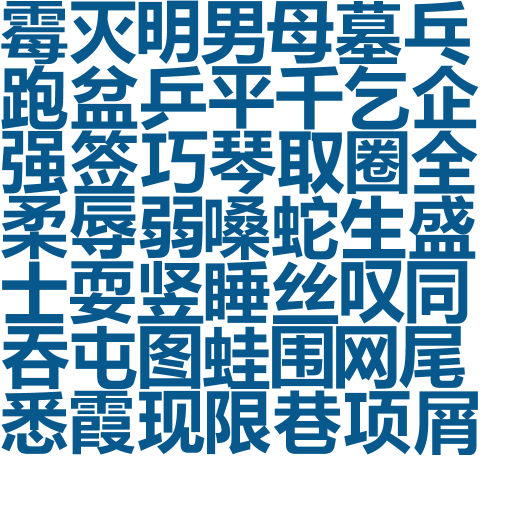 霉灭明男母墓乓
跑盆乒平千乞企
强签巧琴取圈全
柔辱弱嗓蛇生盛
士耍竖睡丝叹同
吞屯图蛙围网尾
悉霞现限巷项屑